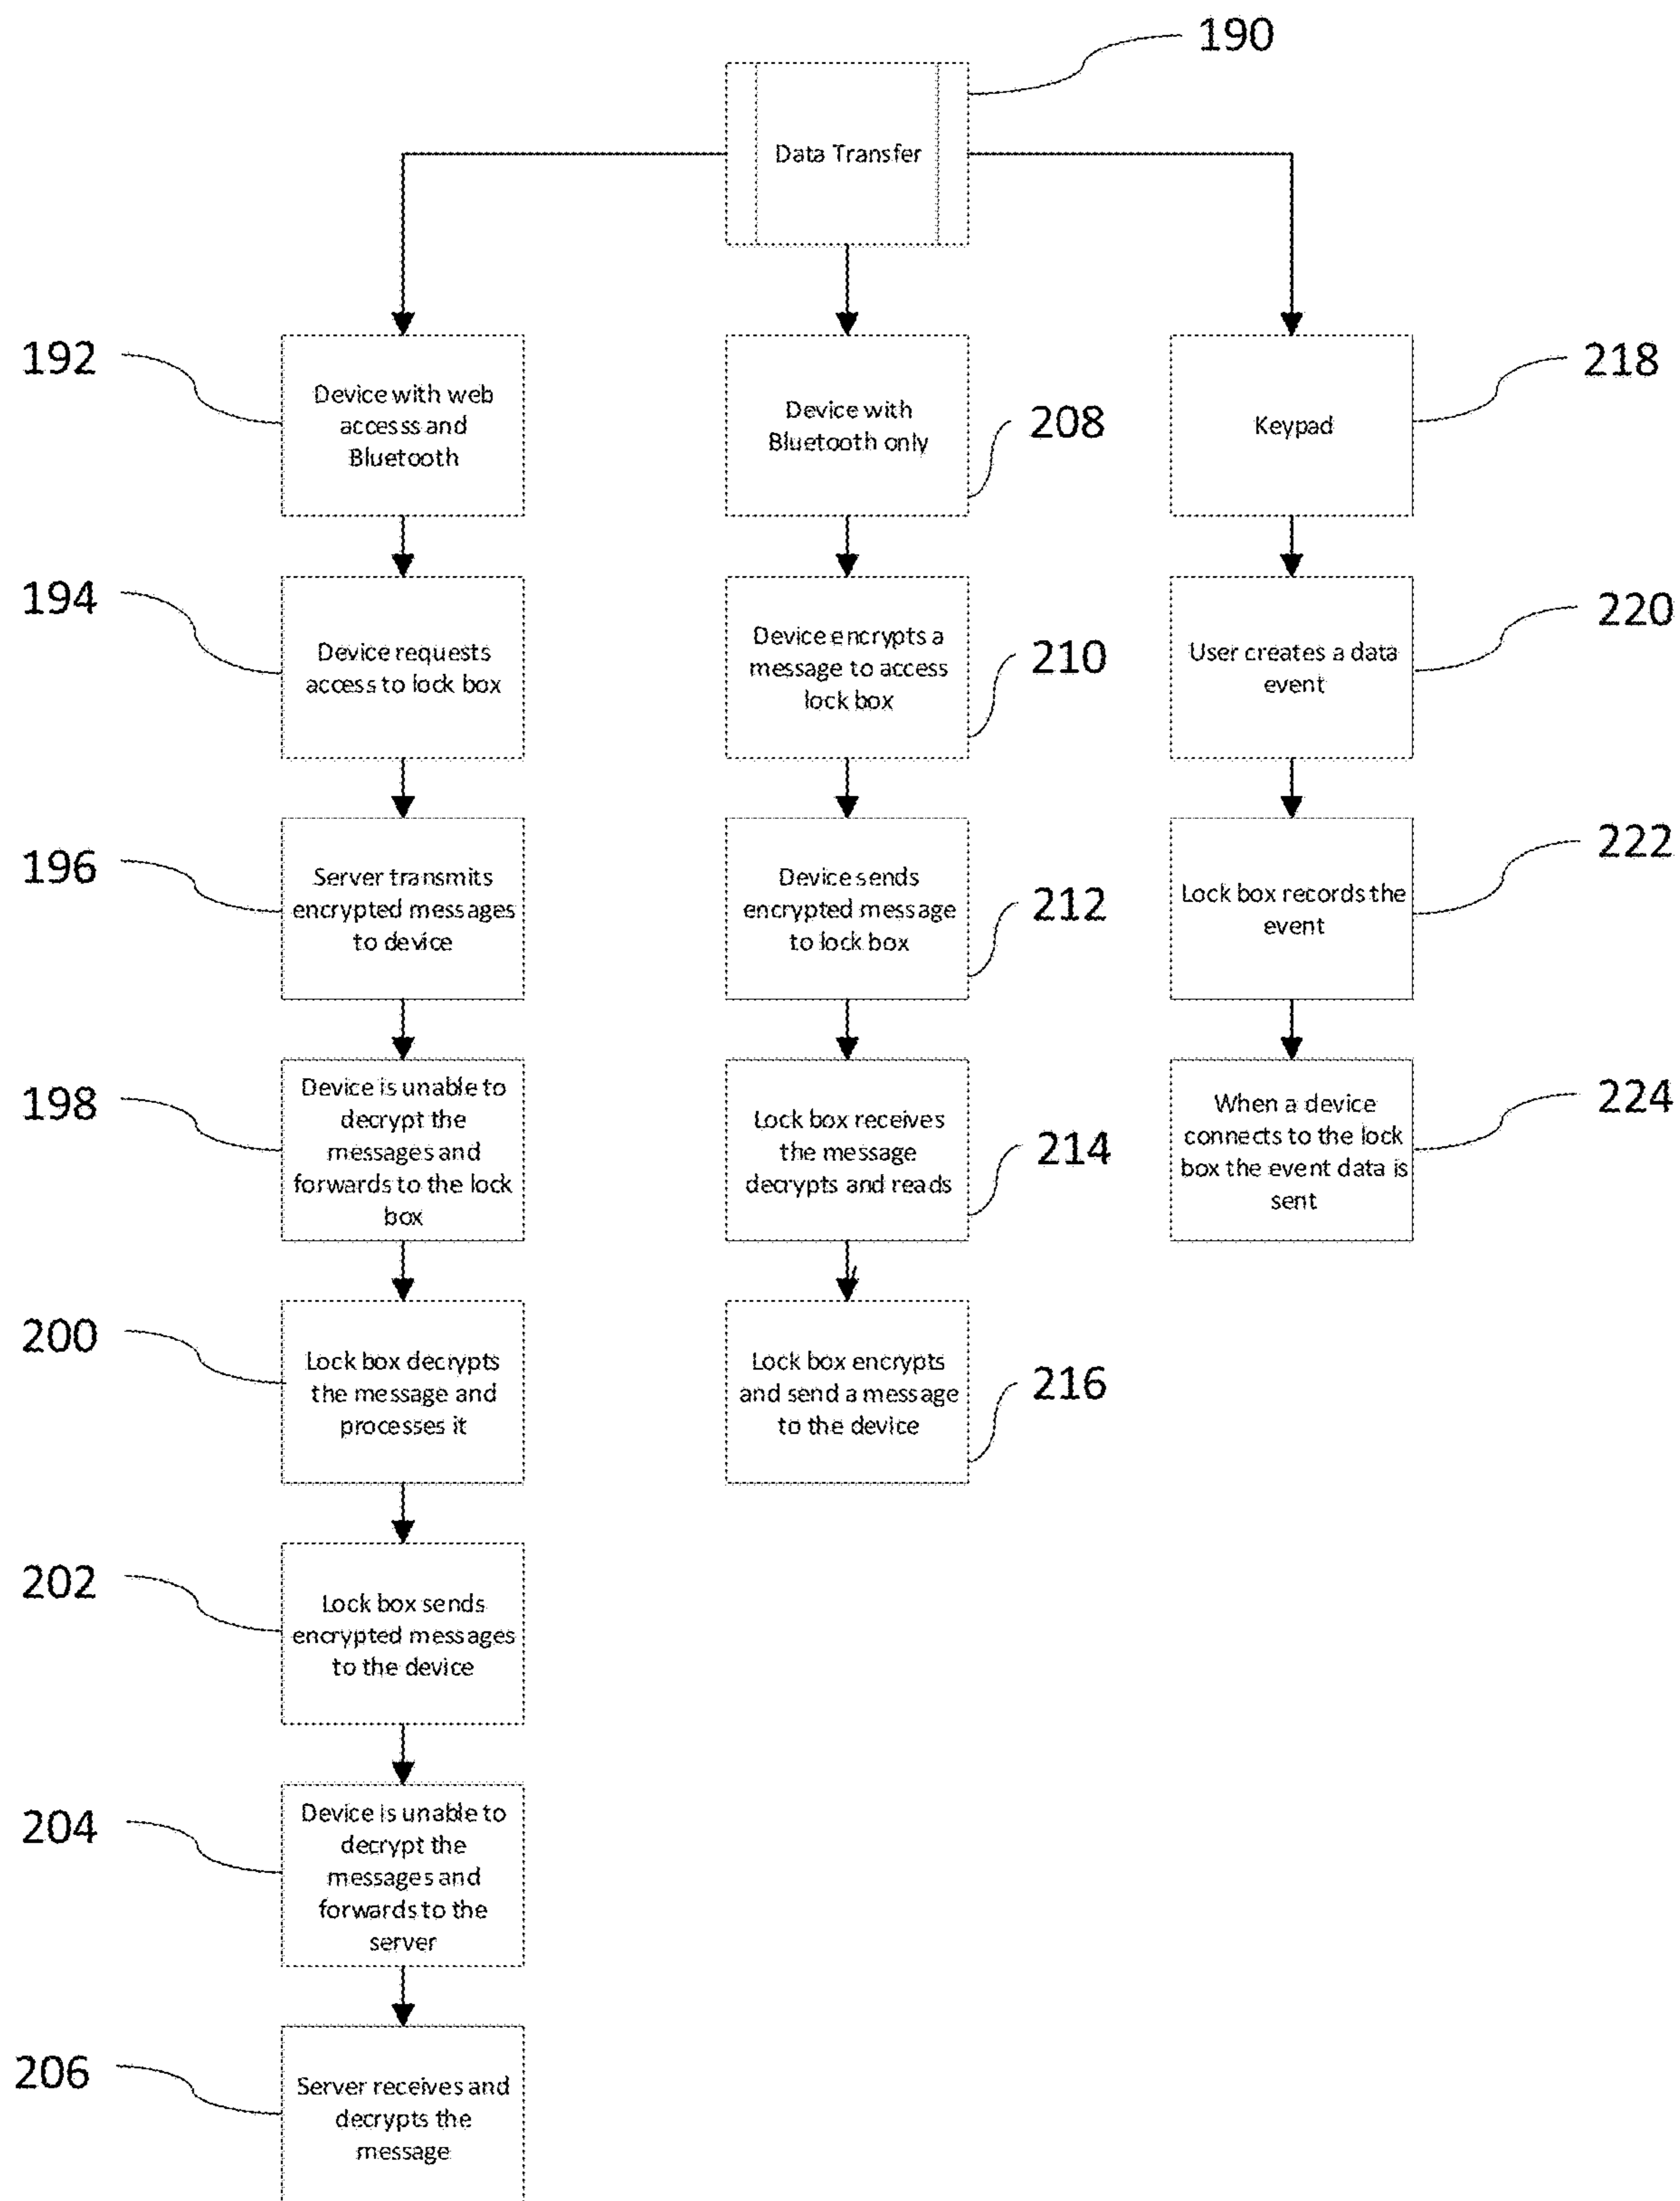 190
Data Transfer
192
Device with web
accesss and
Bluetooth
194
Device requests
access to lock box
196
Server transmits
encrypted messages
to device
198
Device is unable to
decrypt the
messages and
forwards to the lock
box
200
Lock box decrypts
the message and
processes it
202
Lock box sends
encrypted messages
to the device
204
Device is unable to
decrypt the
messages and
forwards to the
server
206
Server receives and
decrypts the
message
Device with
Bluetooth only
208
Device encrypts a
message to access
lock box
210
Device sends
encrypted message
to lock box
212
Lock box receives
the message
decrypts and reads
214
Lock box encrypts
and send a message
to the device
216
Keypad
218
User creates a data
event
220
Lock box records the
event
222
When a device
connects to the lock
box the event data is
sent
224